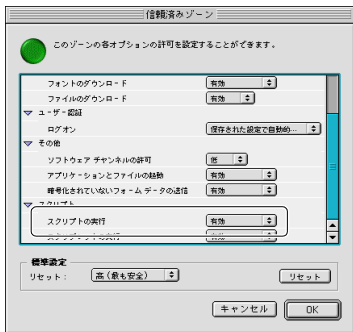 信頼済みゾーン
このゾーンの各オプションの許可を設定することができます。
フォントのダウンロード 有効
ファイルのダウンロード 有効
ユーザー認証
ログオン 保存された設定で自動的…
その他
ソフトウェア チャンネルの許可 低
アプリケーションとファイルの起動 有効
暗号化されていないフォーム データの送信 有効
スクリプト
スクリプトの実行 有効
標準設定
リセット： 高（最も安全） リセット
キャンセル OK